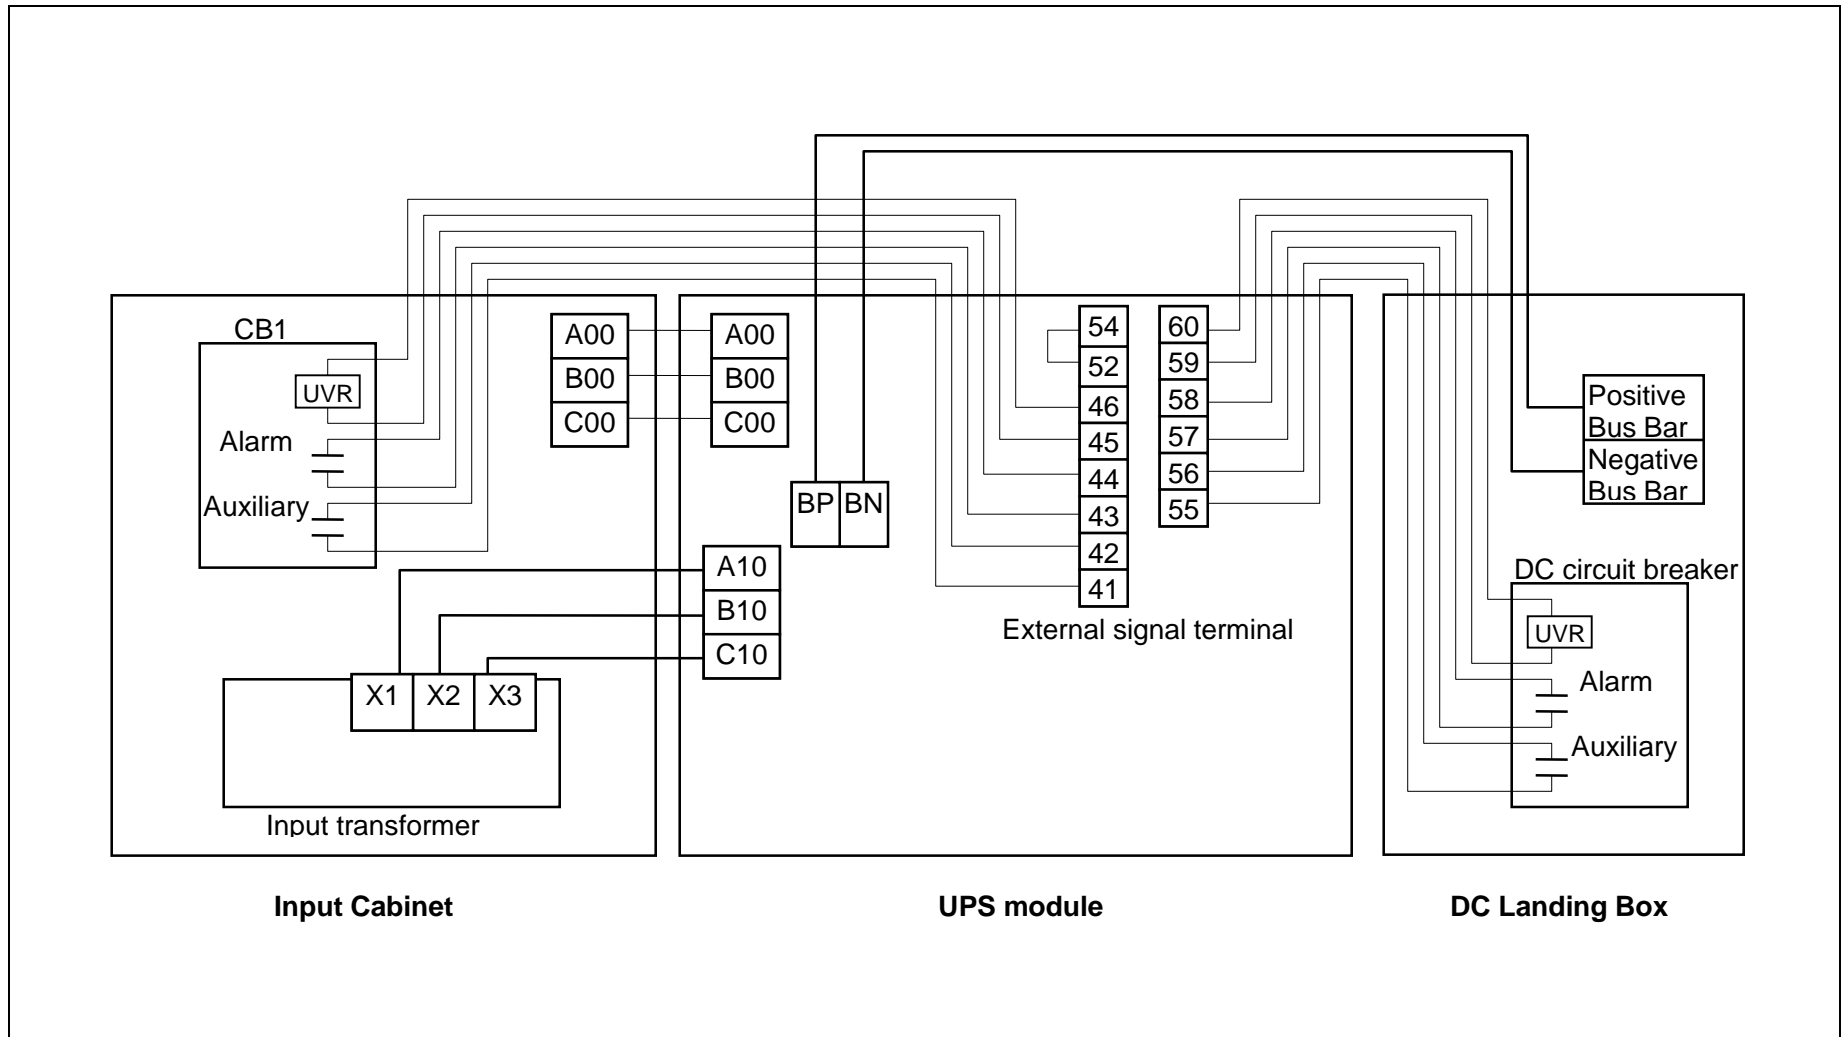 CB1
UVR
Alarm
Auxiliary
A00
B00
C00
X1 X2 X3
Input transformer
Input Cabinet
A00
B00
C00
BP BN
A10
B10
C10
54
52
46
45
44
43
42
41
60
59
58
57
56
55
External signal terminal
UPS module
Positive
Bus Bar
Negative
Bus Bar
DC circuit breaker
UVR
Alarm
Auxiliary
DC Landing Box